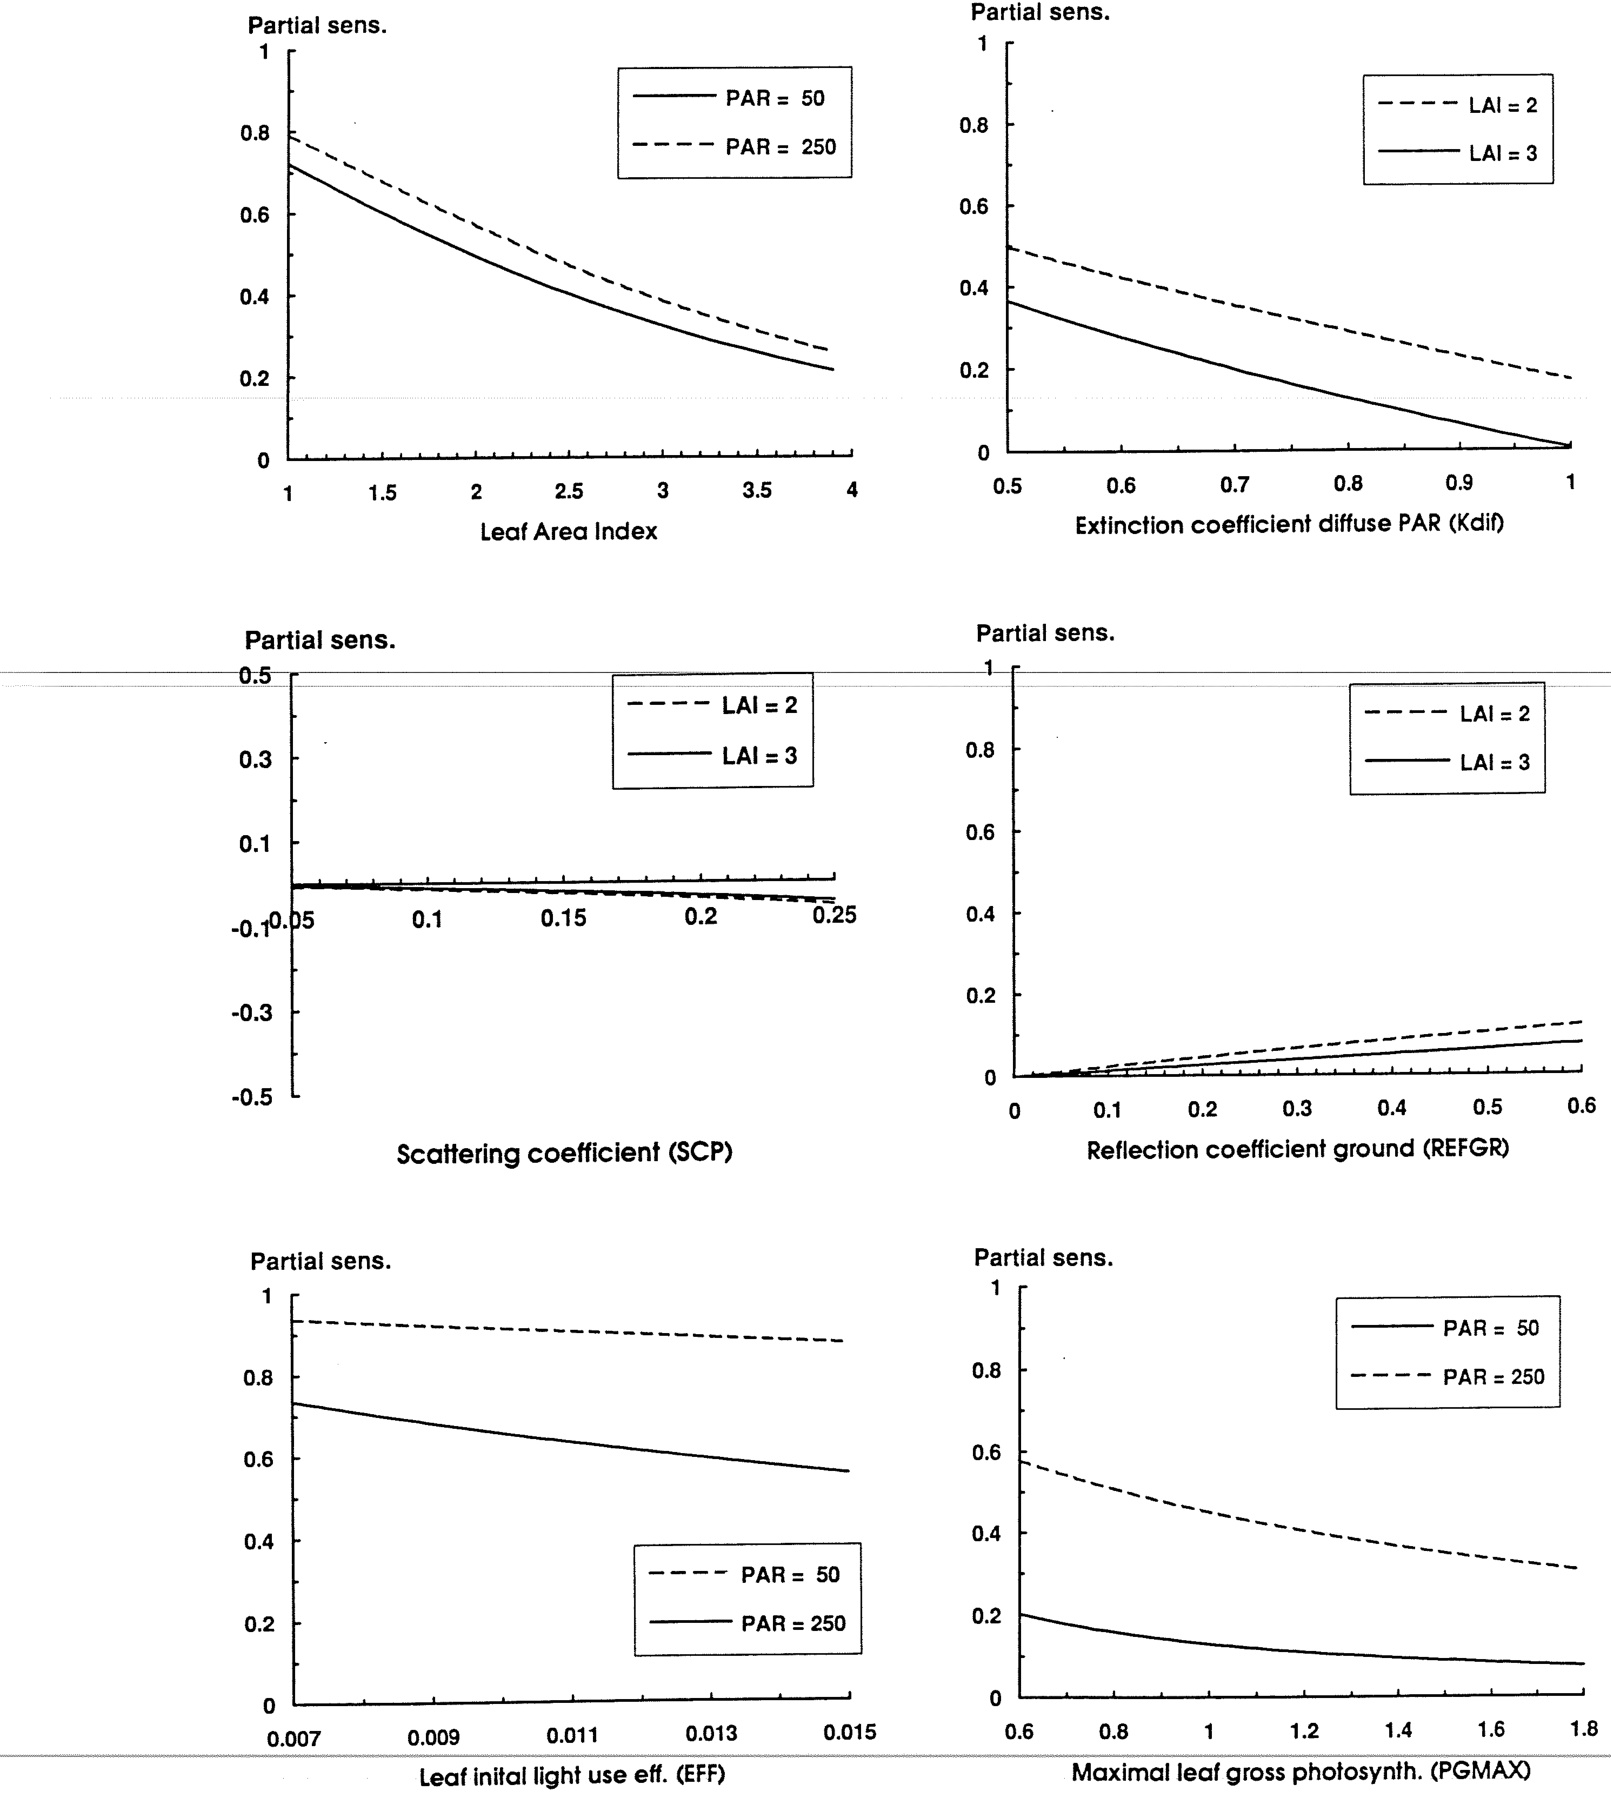 Partial sens.
1
0.8
0.6
0.4
0.2
0
PAR = 50
PAR = 250
1 1.5 2 2.5 3 3.5 4
Leaf Area Index
Partial sens.
1
0.8
0.6
0.4
0.2
0
LAI = 2
LAI = 3
0.5 0.6 0.7 0.8 0.9 1
Extinction coefficient diffuse PAR (Kdif)
Partial sens.
0.5
0.3
0.1
-0.1
-0.3
-0.5
LAI = 2
LAI = 3
0.05 0.1 0.15 0.2 0.25
Scattering coefficient (SCP)
Partial sens.
1
0.8
0.6
0.4
0.2
0
LAI = 2
LAI = 3
0 0.1 0.2 0.3 0.4 0.5 0.6
Reflection coefficient ground (REFGR)
Partial sens.
1
0.8
0.6
0.4
0.2
0
PAR = 50
PAR = 250
0.007 0.009 0.011 0.013 0.015
Leaf inital light use eff. (EFF)
Partial sens.
1
0.8
0.6
0.4
0.2
0
PAR = 50
PAR = 250
0.6 0.8 1 1.2 1.4 1.6 1.8
Maximal leaf gross photosynth. (PGMAX)